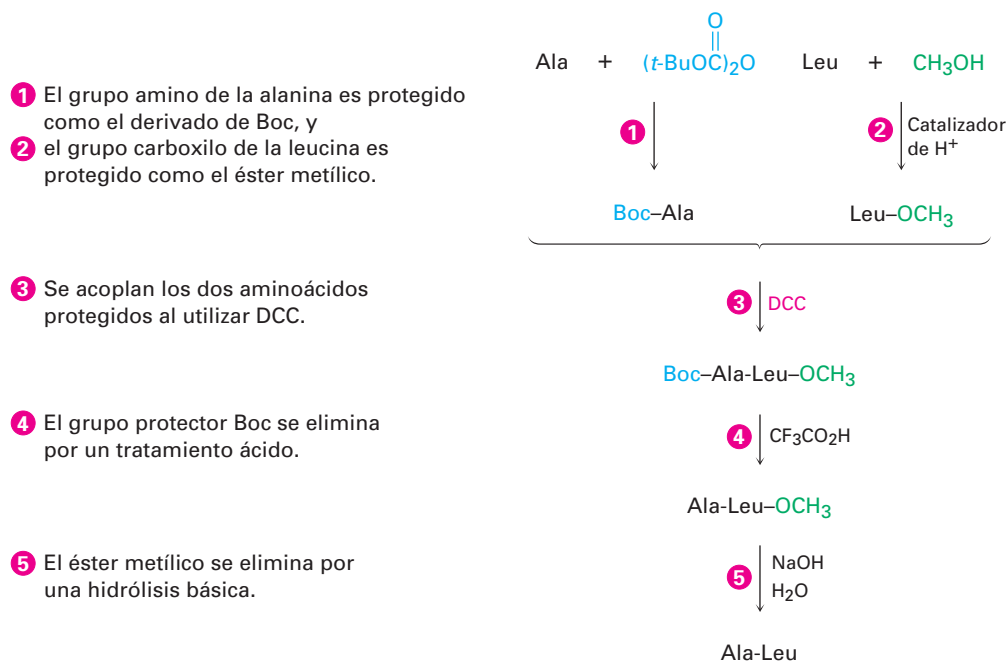 1 El grupo amino de la alanina es protegido
como el derivado de Boc, y
2 el grupo carboxilo de la leucina es
protegido como el éster metílico.
O
Ala + (t-BuOC)₂O Leu + CH₃OH
1
2 Catalizador
de H⁺
Boc–Ala Leu–OCH₃
3 Se acoplan los dos aminoácidos
protegidos al utilizar DCC.
3 DCC
Boc–Ala-Leu–OCH₃
4 El grupo protector Boc se elimina
por un tratamiento ácido.
4 CF₃CO₂H
Ala-Leu–OCH₃
5 El éster metílico se elimina por
una hidrólisis básica.
5 NaOH
H₂O
Ala-Leu